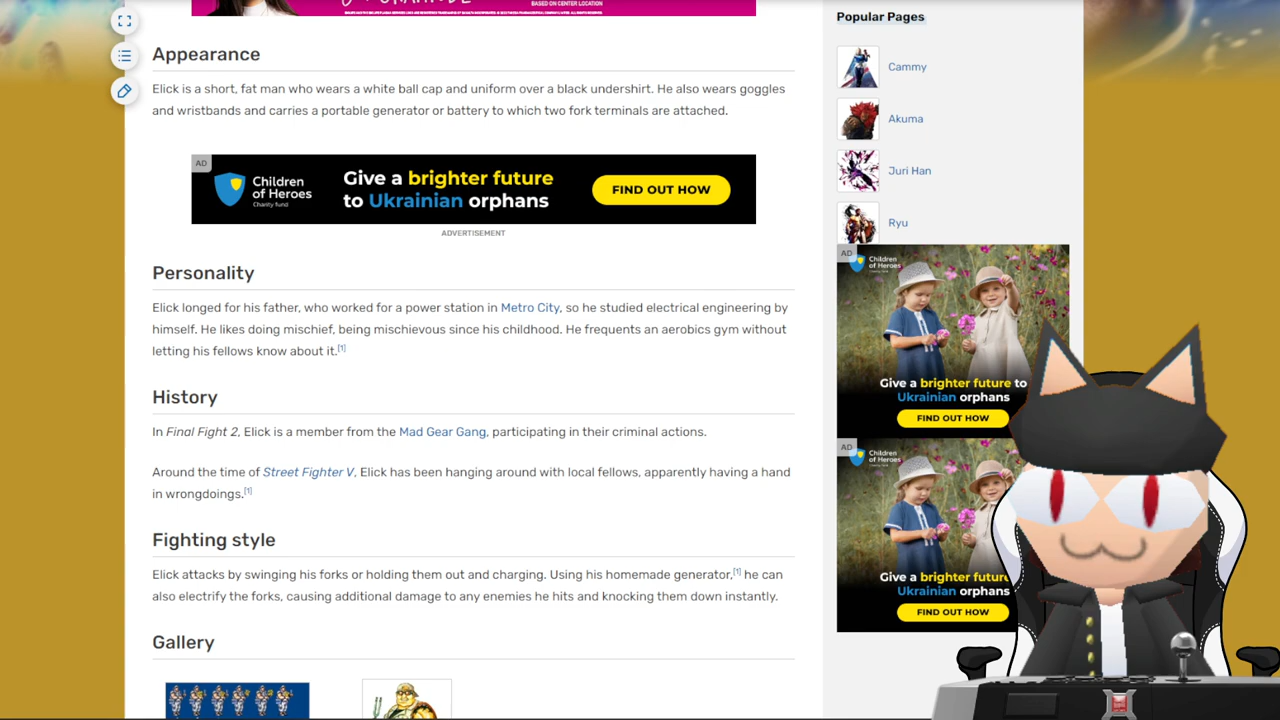 BASED ON CENTER LOCATION
Appearance
Elick is a short, fat man who wears a white ball cap and uniform over a black undershirt. He also wears goggles
and wristbands and carries a portable generator or battery to which two fork terminals are attached.
AD
Children
of Heroes
Charity fund
Give a brighter future
to Ukrainian orphans
FIND OUT HOW
ADVERTISEMENT
Personality
Elick longed for his father, who worked for a power station in Metro City, so he studied electrical engineering by
himself. He likes doing mischief, being mischievous since his childhood. He frequents an aerobics gym without
letting his fellows know about it.[1]
History
In Final Fight 2, Elick is a member from the Mad Gear Gang, participating in their criminal actions.
Around the time of Street Fighter V, Elick has been hanging around with local fellows, apparently having a hand
in wrongdoings.[1]
Fighting style
Elick attacks by swinging his forks or holding them out and charging. Using his homemade generator,[1] he can
also electrify the forks, causing additional damage to any enemies he hits and knocking them down instantly.
Gallery
Popular Pages
Cammy
Akuma
Juri Han
Ryu
AD
Children
of Heroes
Charity fund
Give a brighter future to
Ukrainian orphans
FIND OUT HOW
AD
Children
of Heroes
Charity fund
Give a brighter future
Ukrainian orphans
FIND OUT HOW